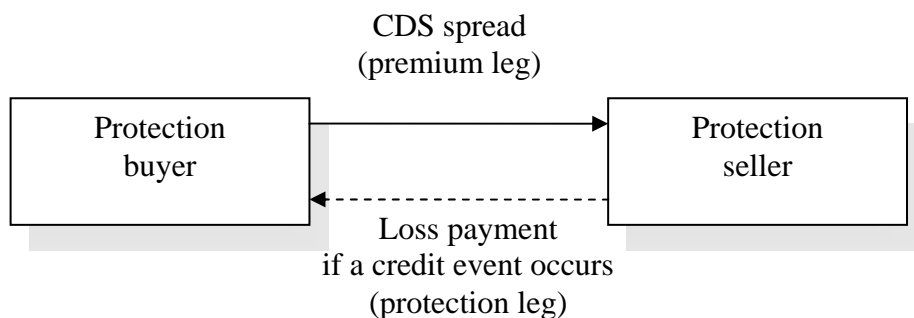 CDS spread
(premium leg)
Protection
buyer
Protection
seller
Loss payment
if a credit event occurs
(protection leg)